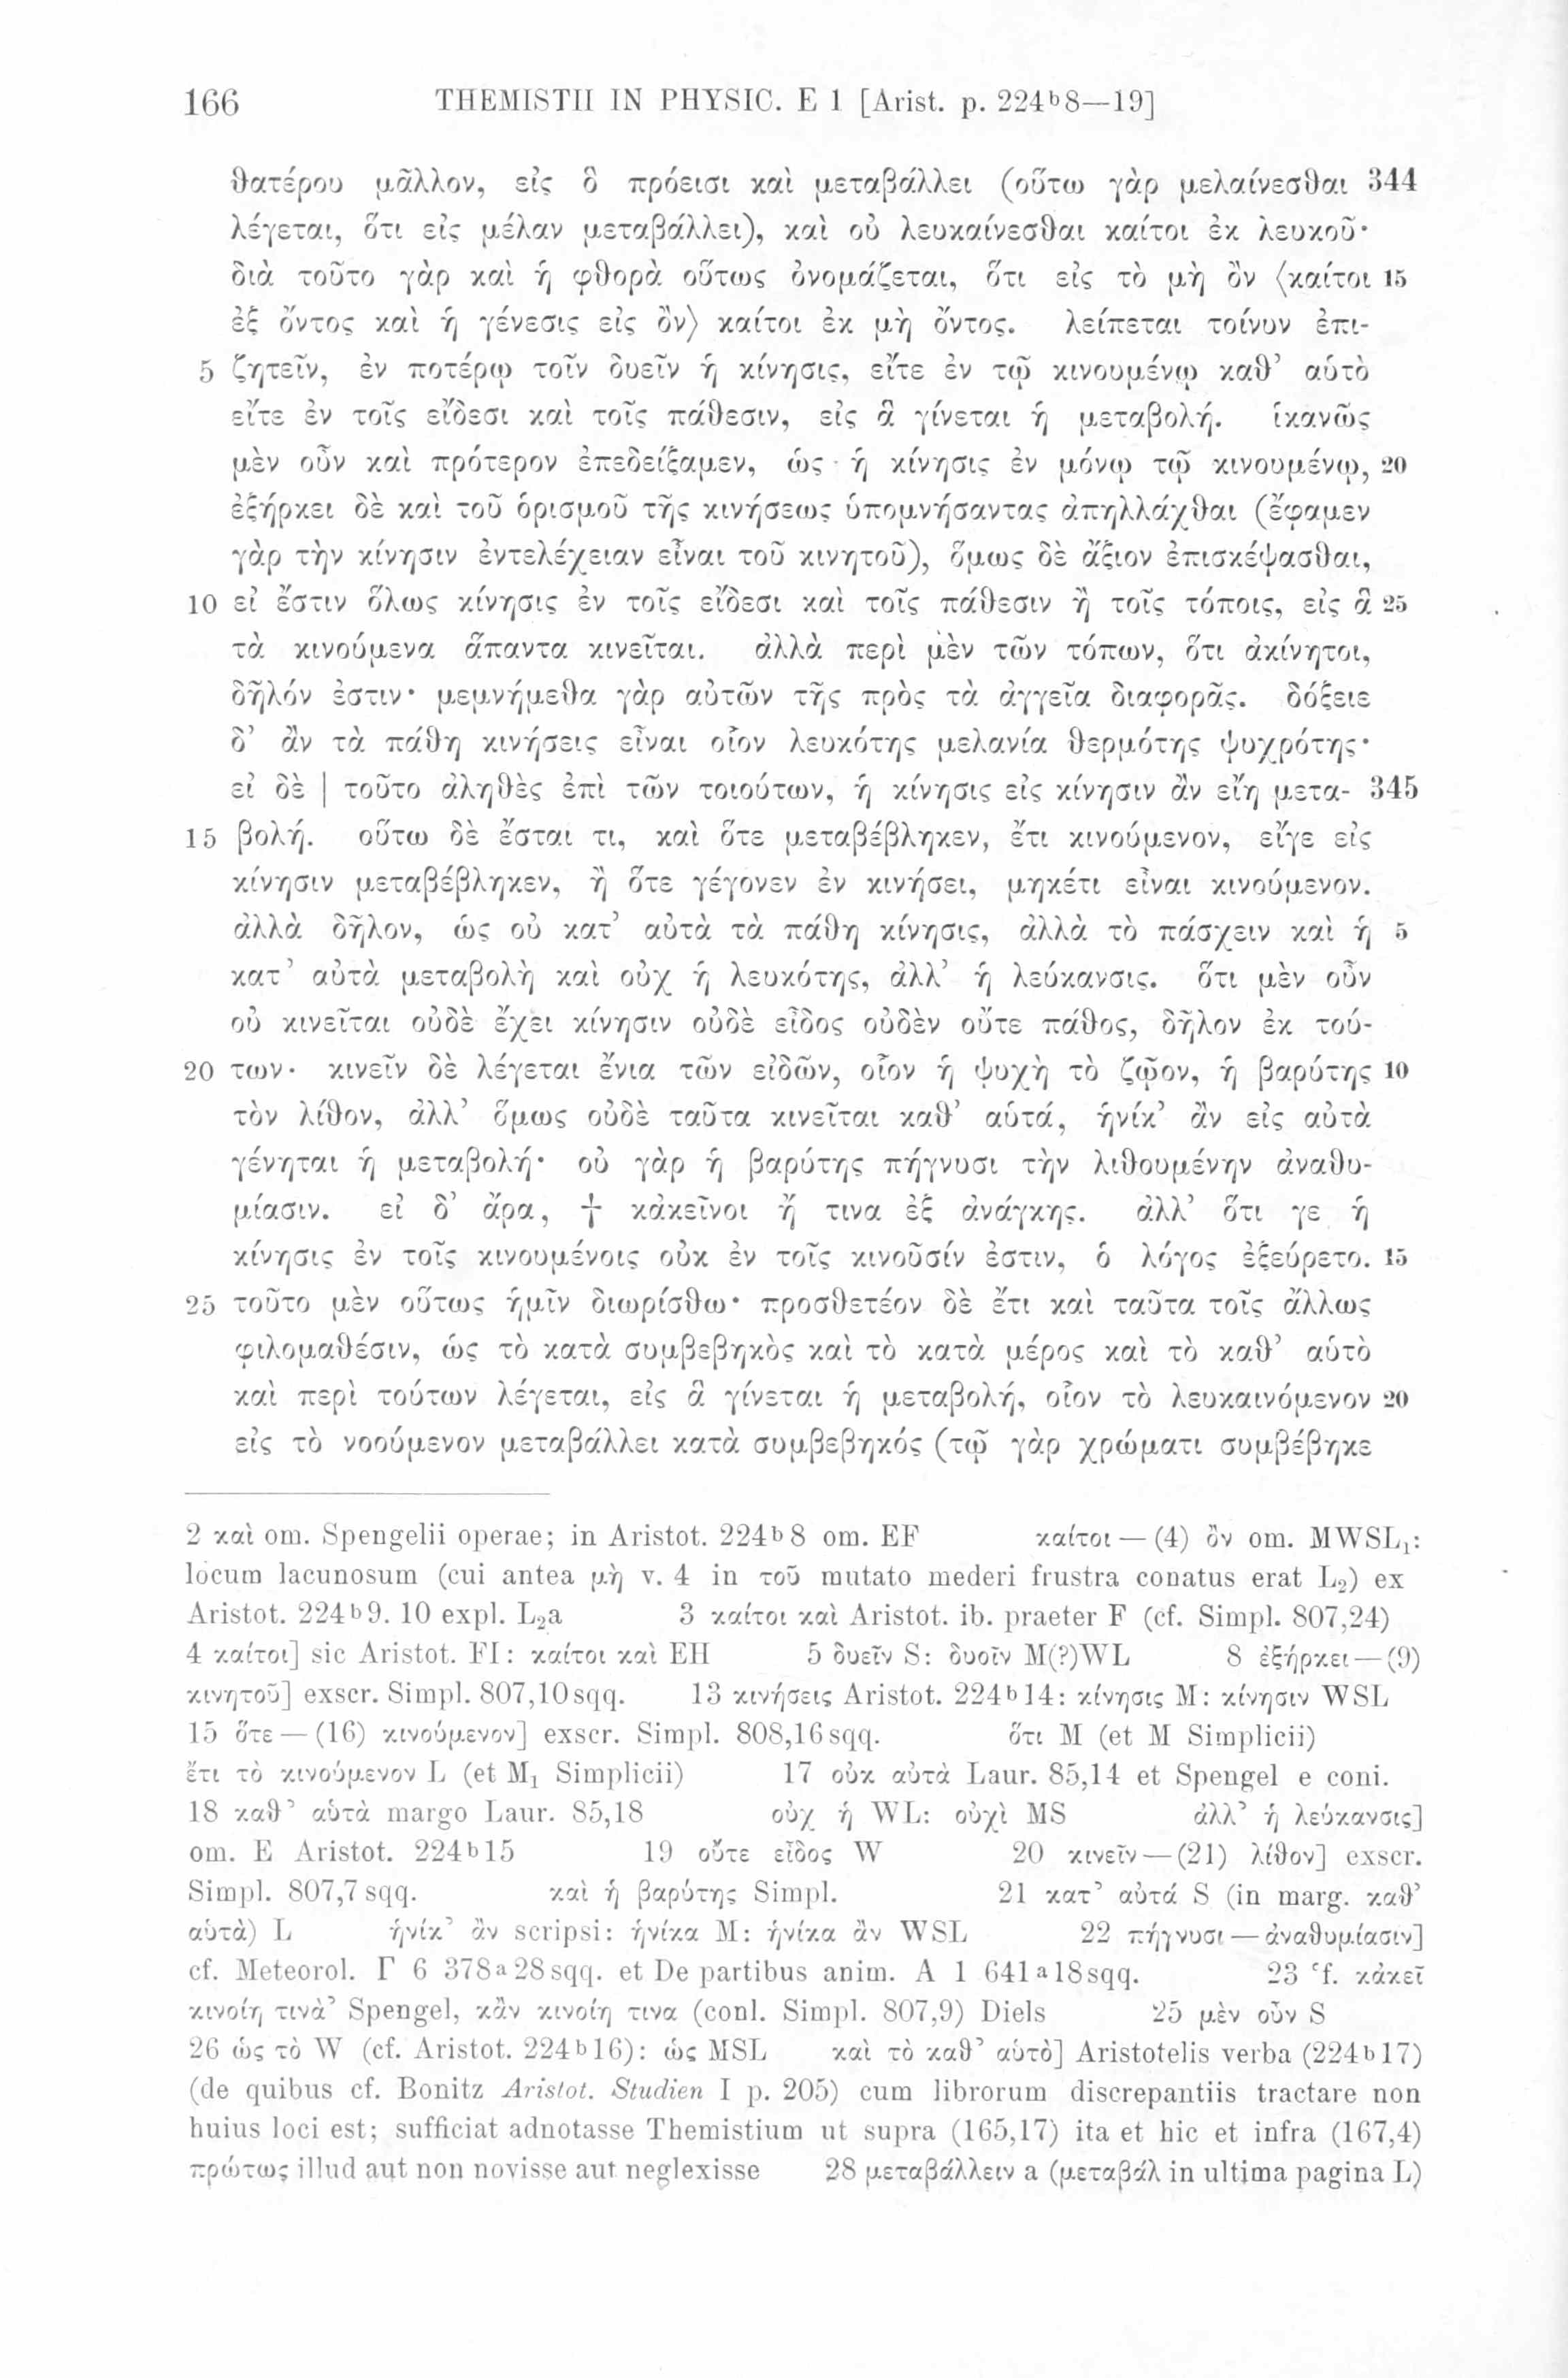 166 THEMISTII IN PHYSIC. E 1 [Arist. p. 224ᵇ8—19]
θατέρου μᾶλλον, εἰς ὃ πρόεισι καὶ μεταβάλλει (οὕτω γὰρ μελαίνεσθαι 344
λέγεται, ὅτι εἰς μέλαν μεταβάλλει), καὶ οὐ λευκαίνεσθαι καίτοι ἐκ λευκοῦ·
διὰ τοῦτο γὰρ καὶ ἡ φθορὰ οὕτως ὀνομάζεται, ὅτι εἰς τὸ μὴ ὂν ⟨καίτοι 15
ἐξ ὄντος καὶ ἡ γένεσις εἰς ὂν⟩ καίτοι ἐκ μὴ ὄντος. λείπεται τοίνυν ἐπι-
5 ζητεῖν, ἐν ποτέρῳ τοῖν δυεῖν ἡ κίνησις, εἴτε ἐν τῷ κινουμένῳ καθ’ αὑτὸ
εἴτε ἐν τοῖς εἴδεσι καὶ τοῖς πάθεσιν, εἰς ἃ γίνεται ἡ μεταβολή. ἱκανῶς
μὲν οὖν καὶ πρότερον ἐπεδείξαμεν, ὡς ἡ κίνησις ἐν μόνῳ τῷ κινουμένῳ, 20
ἐξήρκει δὲ καὶ τοῦ ὁρισμοῦ τῆς κινήσεως ὑπομνήσαντας ἀπηλλάχθαι (ἔφαμεν
γὰρ τὴν κίνησιν ἐντελέχειαν εἶναι τοῦ κινητοῦ), ὅμως δὲ ἄξιον ἐπισκέψασθαι,
10 εἰ ἔστιν ὅλως κίνησις ἐν τοῖς εἴδεσι καὶ τοῖς πάθεσιν ἢ τοῖς τόποις, εἰς ἃ 25
τὰ κινούμενα ἅπαντα κινεῖται. ἀλλὰ περὶ μὲν τῶν τόπων, ὅτι ἀκίνητοι,
δῆλόν ἐστιν· μεμνήμεθα γὰρ αὐτῶν τῆς πρὸς τὰ ἀγγεῖα διαφορᾶς. δόξειε
δ’ ἂν τὰ πάθη κινήσεις εἶναι οἷον λευκότης μελανία θερμότης ψυχρότης·
εἰ δὲ | τοῦτο ἀληθὲς ἐπὶ τῶν τοιούτων, ἡ κίνησις εἰς κίνησιν ἂν εἴη μετα- 345
15 βολή. οὕτω δὲ ἔσται τι, καὶ ὅτε μεταβέβληκεν, ἔτι κινούμενον, εἴγε εἰς
κίνησιν μεταβέβληκεν, ἢ ὅτε γέγονεν ἐν κινήσει, μηκέτι εἶναι κινούμενον.
ἀλλὰ δῆλον, ὡς οὐ κατ’ αὐτὰ τὰ πάθη κίνησις, ἀλλὰ τὸ πάσχειν καὶ ἡ 5
κατ’ αὐτὰ μεταβολὴ καὶ οὐχ ἡ λευκότης, ἀλλ’ ἡ λεύκανσις. ὅτι μὲν οὖν
οὐ κινεῖται οὐδὲ ἔχει κίνησιν οὐδὲ εἶδος οὐδὲν οὔτε πάθος, δῆλον ἐκ τού-
20 των· κινεῖν δὲ λέγεται ἔνια τῶν εἰδῶν, οἷον ἡ ψυχὴ τὸ ζῷον, ἡ βαρύτης 10
τὸν λίθον, ἀλλ’ ὅμως οὐδὲ ταῦτα κινεῖται καθ’ αὑτά, ἡνίκ’ ἂν εἰς αὐτὰ
γένηται ἡ μεταβολή· οὐ γὰρ ἡ βαρύτης πήγνυσι τὴν λιθουμένην ἀναθυ-
μίασιν. εἰ δ’ ἄρα, † κἀκεῖνοι ἤ τινα ἐξ ἀνάγκης. ἀλλ’ ὅτι γε ἡ
κίνησις ἐν τοῖς κινουμένοις οὐκ ἐν τοῖς κινοῦσίν ἐστιν, ὁ λόγος ἐξεύρετο. 15
25 τοῦτο μὲν οὕτως ἡμῖν διωρίσθω· προσθετέον δὲ ἔτι καὶ ταῦτα τοῖς ἄλλως
φιλομαθέσιν, ὡς τὸ κατὰ συμβεβηκὸς καὶ τὸ κατὰ μέρος καὶ τὸ καθ’ αὑτὸ
καὶ περὶ τούτων λέγεται, εἰς ἃ γίνεται ἡ μεταβολή, οἷον τὸ λευκαινόμενον 20
εἰς τὸ νοούμενον μεταβάλλει κατὰ συμβεβηκός (τῷ γὰρ χρώματι συμβέβηκε
2 καὶ om. Spengelii operae; in Aristot. 224ᵇ8 om. EF καίτοι — (4) ὂν om. MWSL₁:
locum lacunosum (cui antea μὴ v. 4 in τοῦ mutato mederi frustra conatus erat L₂) ex
Aristot. 224ᵇ9. 10 expl. L₂a 3 καίτοι καὶ Aristot. ib. praeter F (cf. Simpl. 807,24)
4 καίτοι] sic Aristot. FI: καίτοι καὶ EH 5 δυεῖν S: δυοῖν M(?)WL 8 ἐξήρκει — (9)
κινητοῦ] exscr. Simpl. 807,10 sqq. 13 κινήσεις Aristot. 224ᵇ14: κίνησις M: κίνησιν WSL
15 ὅτε — (16) κινούμενον] exscr. Simpl. 808,16 sqq. ὅτι M (et M Simplicii)
ἔτι τὸ κινούμενον L (et M₁ Simplicii) 17 οὐκ αὐτὰ Laur. 85,14 et Spengel e coni.
18 καθ’ αὑτὰ margo Laur. 85,18 οὐχ ἡ WL: οὐχὶ MS ἀλλ’ ἡ λεύκανσις]
om. E Aristot. 224ᵇ15 19 οὔτε εἶδος W 20 κινεῖν — (21) λίθον] exscr.
Simpl. 807,7 sqq. καὶ ἡ βαρύτης Simpl. 21 κατ’ αὐτά S (in marg. καθ’
αὑτὰ) L ἡνίκ’ ἂν scripsi: ἡνίκα M: ἡνίκα ἂν WSL 22 πήγνυσι — ἀναθυμίασιν]
cf. Meteorol. Γ 6 378ᵃ28 sqq. et De partibus anim. A 1 641ᵃ18 sqq. 23 ‘f. κἀκεῖ
κινοίη τινὰ’ Spengel, κἂν κινοίη τινα (conl. Simpl. 807,9) Diels 25 μὲν οὖν S
26 ὡς τὸ W (cf. Aristot. 224ᵇ16): ὡς MSL καὶ τὸ καθ’ αὑτὸ] Aristotelis verba (224ᵇ17)
(de quibus cf. Bonitz Aristot. Studien I p. 205) cum librorum discrepantiis tractare non
huius loci est; sufficiat adnotasse Themistium ut supra (165,17) ita et hic et infra (167,4)
πρώτως illud aut non novisse aut neglexisse 28 μεταβάλλειν a (μεταβάλ in ultima pagina L)